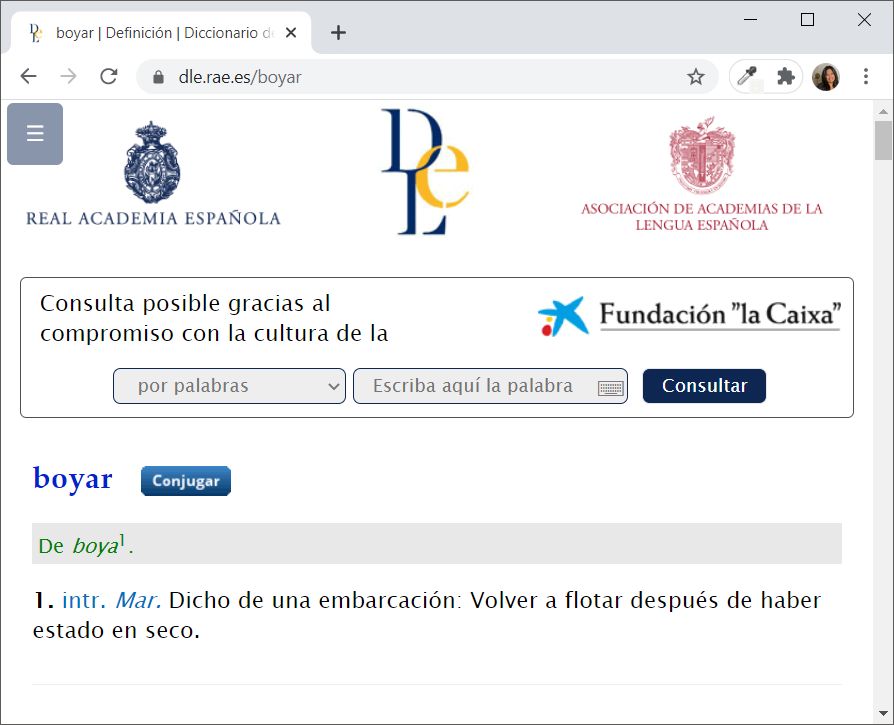 boyar | Definición | Diccionario de
dle.rae.es/boyar
REAL ACADEMIA ESPAÑOLA
DLe
ASOCIACIÓN DE ACADEMIAS DE LA
LENGUA ESPAÑOLA
Consulta posible gracias al
compromiso con la cultura de la
Fundación "la Caixa"
por palabras
Escriba aquí la palabra
Consultar
boyar
Conjugar
De boya¹.
1. intr. Mar. Dicho de una embarcación: Volver a flotar después de haber
estado en seco.